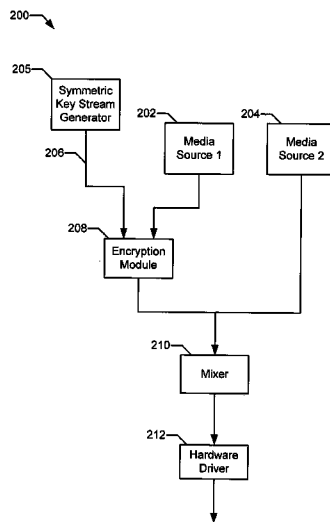 200
205
Symmetric
Key Stream
Generator
202
Media
Source 1
204
Media
Source 2
206
208
Encryption
Module
210
Mixer
212
Hardware
Driver